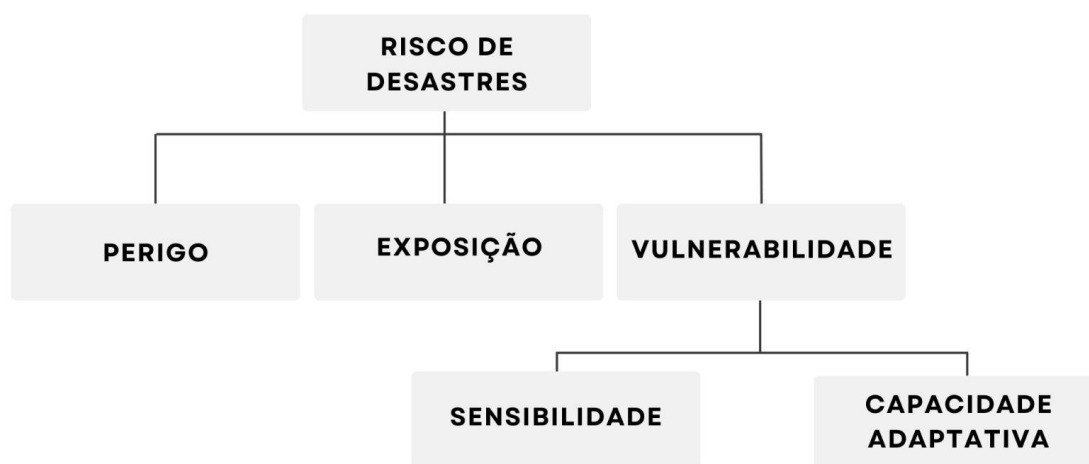 RISCO DE
DESASTRES
PERIGO
EXPOSIÇÃO
VULNERABILIDADE
SENSIBILIDADE
CAPACIDADE
ADAPTATIVA